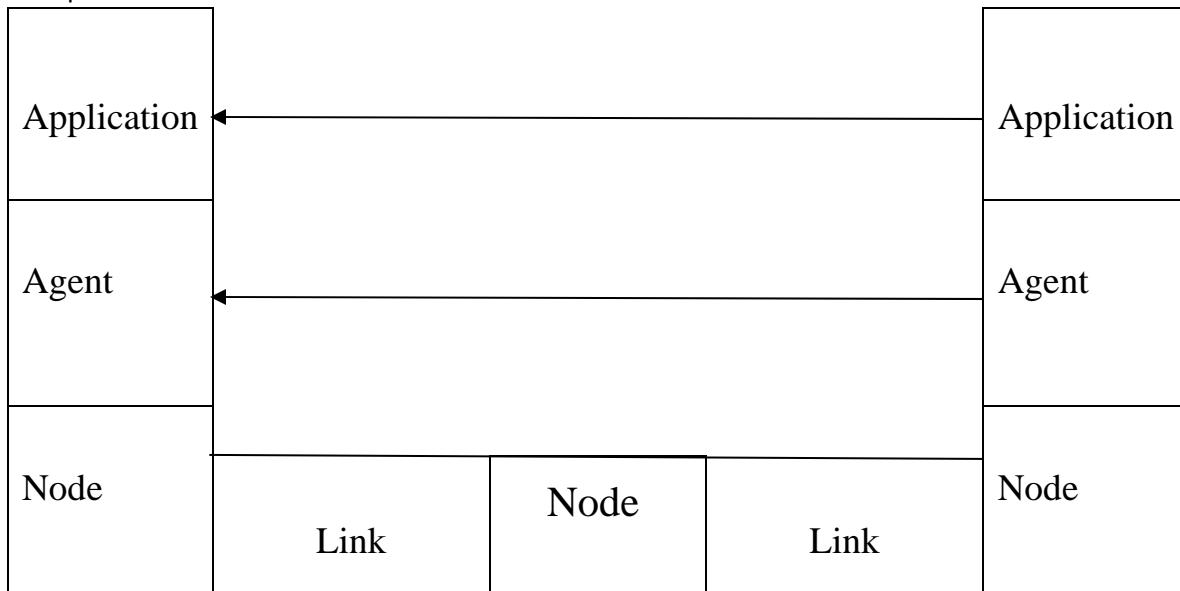 Application
Application
Agent
Agent
Node
Node
Node
Link
Link